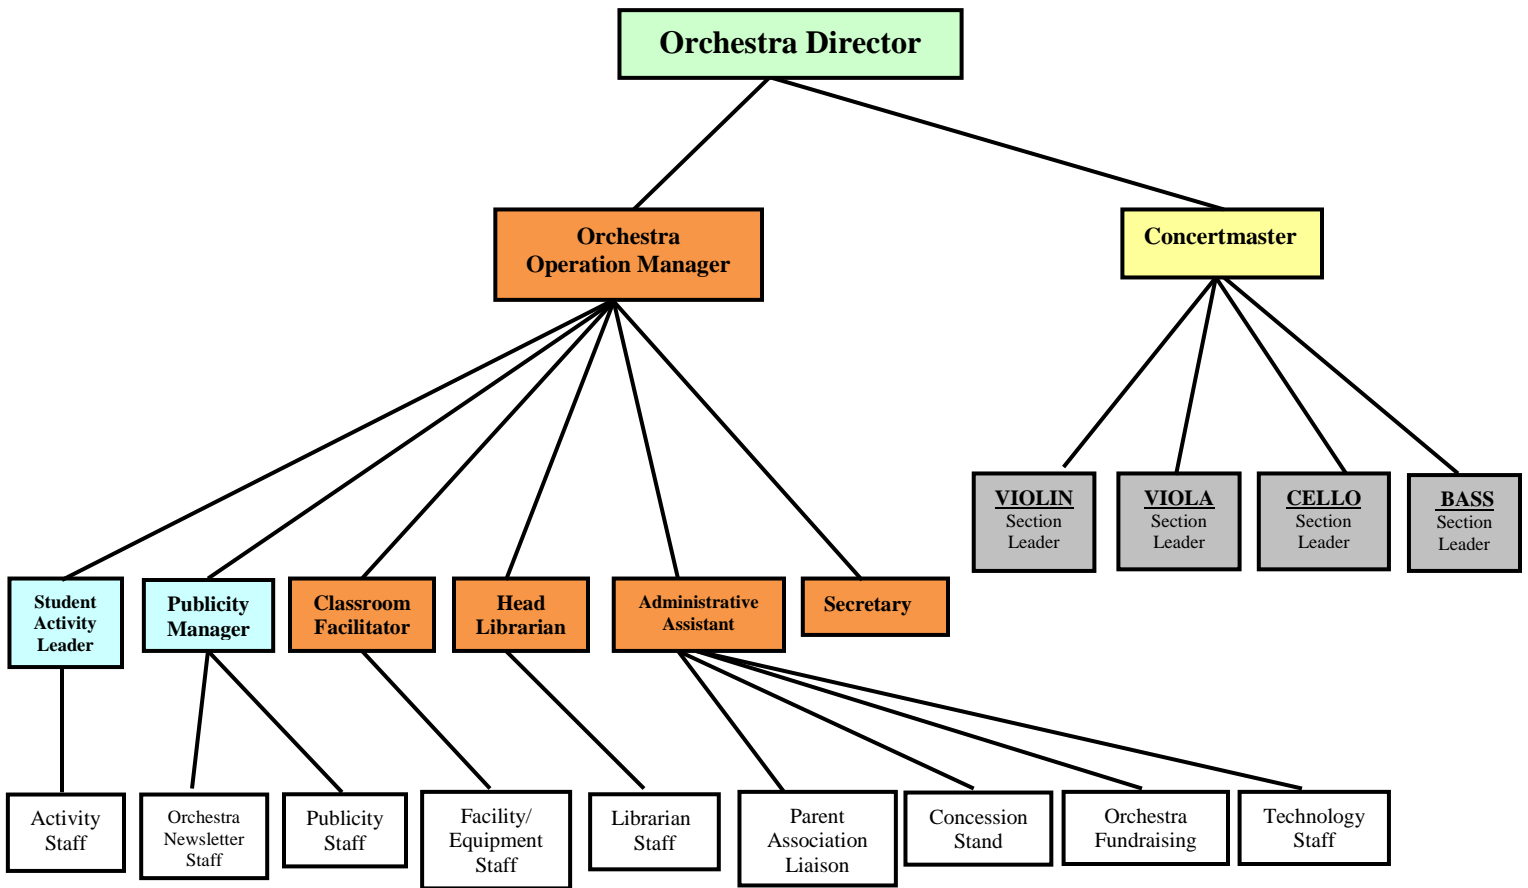 Orchestra Director
Orchestra
Operation Manager
Concertmaster
VIOLIN
Section
Leader
VIOLA
Section
Leader
CELLO
Section
Leader
BASS
Section
Leader
Student
Activity
Leader
Publicity
Manager
Classroom
Facilitator
Head
Librarian
Administrative
Assistant
Secretary
Activity
Staff
Orchestra
Newsletter
Staff
Publicity
Staff
Facility/
Equipment
Staff
Librarian
Staff
Parent
Association
Liaison
Concession
Stand
Orchestra
Fundraising
Technology
Staff